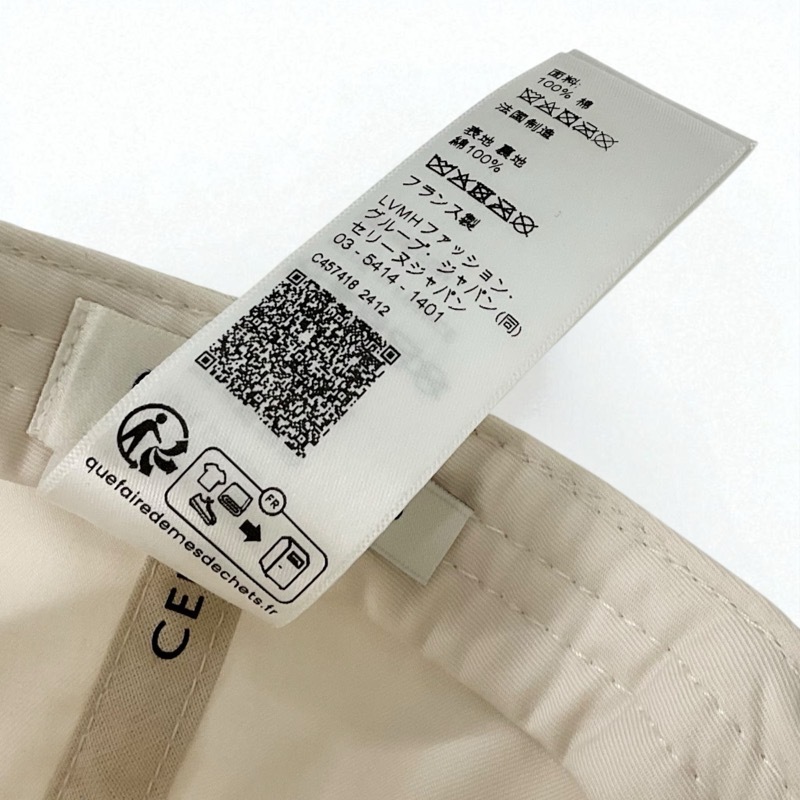 面料:
100% 綿
法国制造
表地 裏地
綿100%
フランス製
LVMHファッション・
グループ・ジャパン(同)
セリーヌジャパン
03 - 5414 - 1401
C457418 2412
FR
quefairedemesdechets.fr
CE